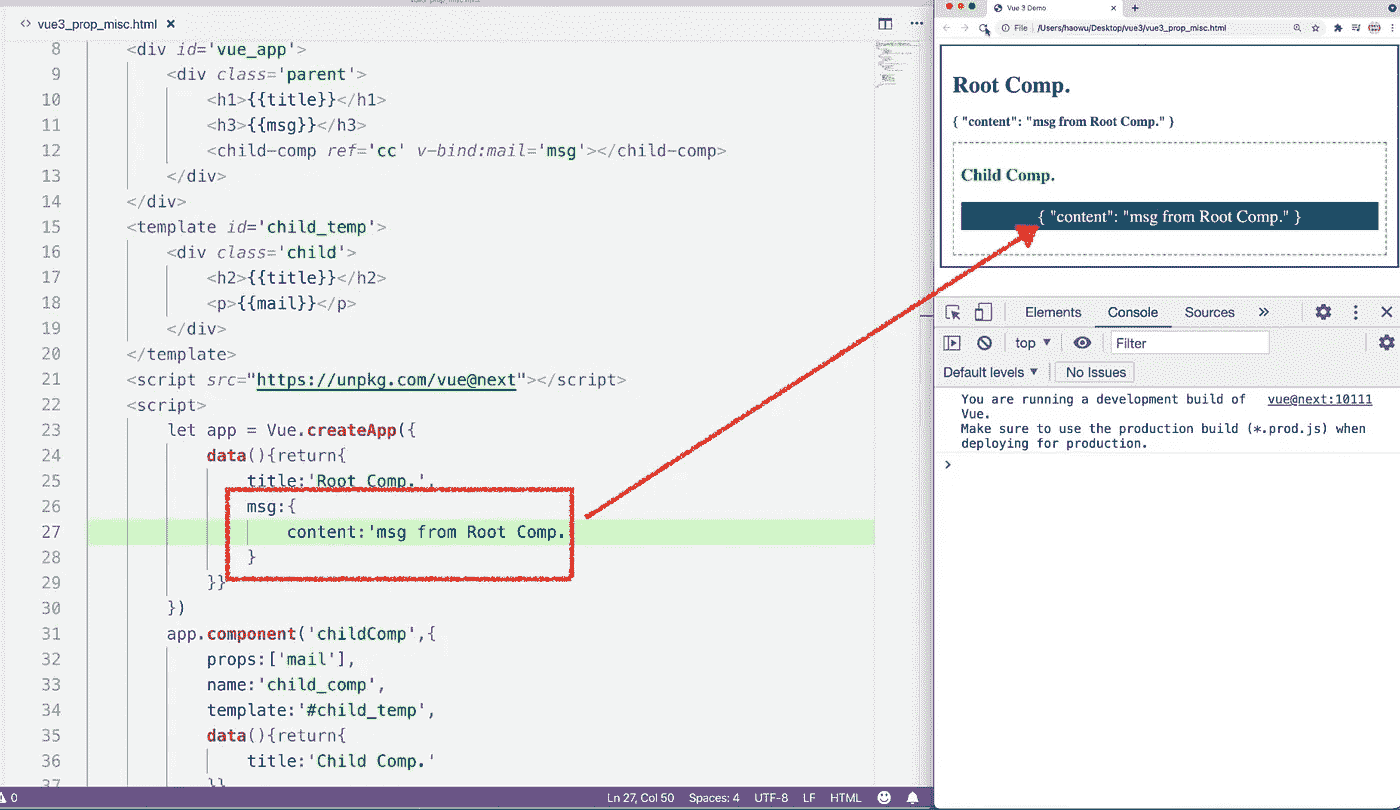 vue3_prop_misc.html
8 <div id='vue_app'>
9 <div class='parent'>
10 <h1>{{title}}</h1>
11 <h3>{{msg}}</h3>
12 <child-comp ref='cc' v-bind:mail='msg'></child-comp>
13 </div>
14 </div>
15 <template id='child_temp'>
16 <div class='child'>
17 <h2>{{title}}</h2>
18 <p>{{mail}}</p>
19 </div>
20 </template>
21 <script src="https://unpkg.com/vue@next"></script>
22 <script>
23 let app = Vue.createApp({
24 data(){return{
25 title:'Root Comp.',
26 msg:{
27 content:'msg from Root Comp.
28 }
29 }}
30 })
31 app.component('childComp',{
32 props:['mail'],
33 name:'child_comp',
34 template:'#child_temp',
35 data(){return{
36 title:'Child Comp.'
37 }}
0
Ln 27, Col 50 Spaces: 4 UTF-8 LF HTML
Vue 3 Demo
File /Users/haowu/Desktop/vue3/vue3_prop_misc.html
Root Comp.
{ "content": "msg from Root Comp." }
Child Comp.
{ "content": "msg from Root Comp." }
Elements Console Sources
top Filter
Default levels No Issues
You are running a development build of vue@next:10111
Vue.
Make sure to use the production build (*.prod.js) when
deploying for production.